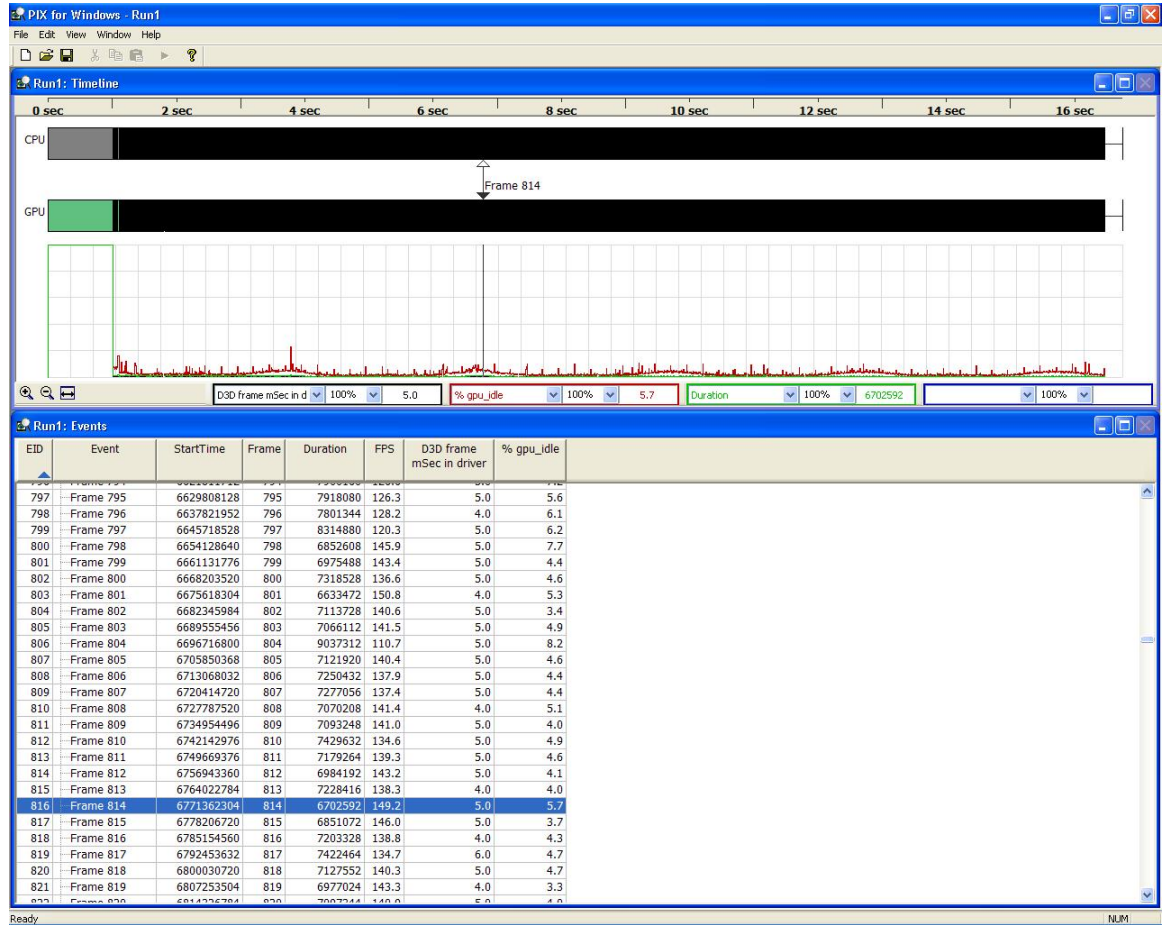 PIX for Windows - Run1
File Edit View Window Help
Run1: Timeline
0 sec 2 sec 4 sec 6 sec 8 sec 10 sec 12 sec 14 sec 16 sec
CPU
Frame 814
GPU
D3D frame mSec in d 100% 5.0 % gpu_idle 100% 5.7 Duration 100% 6702592 100%
Run1: Events
EID Event StartTime Frame Duration FPS D3D frame % gpu_idle
mSec in driver
797 Frame 795 6629808128 795 7918080 126.3 5.0 5.6
798 Frame 796 6637821952 796 7801344 128.2 4.0 6.1
799 Frame 797 6645718528 797 8314880 120.3 5.0 6.2
800 Frame 798 6654128640 798 6852608 145.9 5.0 7.7
801 Frame 799 6661131776 799 6975488 143.4 5.0 4.4
802 Frame 800 6668203520 800 7318528 136.6 5.0 4.6
803 Frame 801 6675618304 801 6633472 150.8 4.0 5.3
804 Frame 802 6682345984 802 7113728 140.6 5.0 3.4
805 Frame 803 6689555456 803 7066112 141.5 5.0 4.9
806 Frame 804 6696716800 804 9037312 110.7 5.0 8.2
807 Frame 805 6705850368 805 7121920 140.4 5.0 4.6
808 Frame 806 6713068032 806 7250432 137.9 5.0 4.4
809 Frame 807 6720414720 807 7277056 137.4 5.0 4.4
810 Frame 808 6727787520 808 7070208 141.4 4.0 5.1
811 Frame 809 6734954496 809 7093248 141.0 5.0 4.0
812 Frame 810 6742142976 810 7429632 134.6 5.0 4.9
813 Frame 811 6749669376 811 7179264 139.3 5.0 4.6
814 Frame 812 6756943360 812 6984192 143.2 5.0 4.1
815 Frame 813 6764022784 813 7228416 138.3 4.0 4.0
816 Frame 814 6771362304 814 6702592 149.2 5.0 5.7
817 Frame 815 6778206720 815 6851072 146.0 5.0 3.7
818 Frame 816 6785154560 816 7203328 138.8 4.0 4.3
819 Frame 817 6792453632 817 7422464 134.7 6.0 4.7
820 Frame 818 6800030720 818 7127552 140.3 5.0 4.7
821 Frame 819 6807253504 819 6977024 143.3 4.0 3.3
Ready NUM